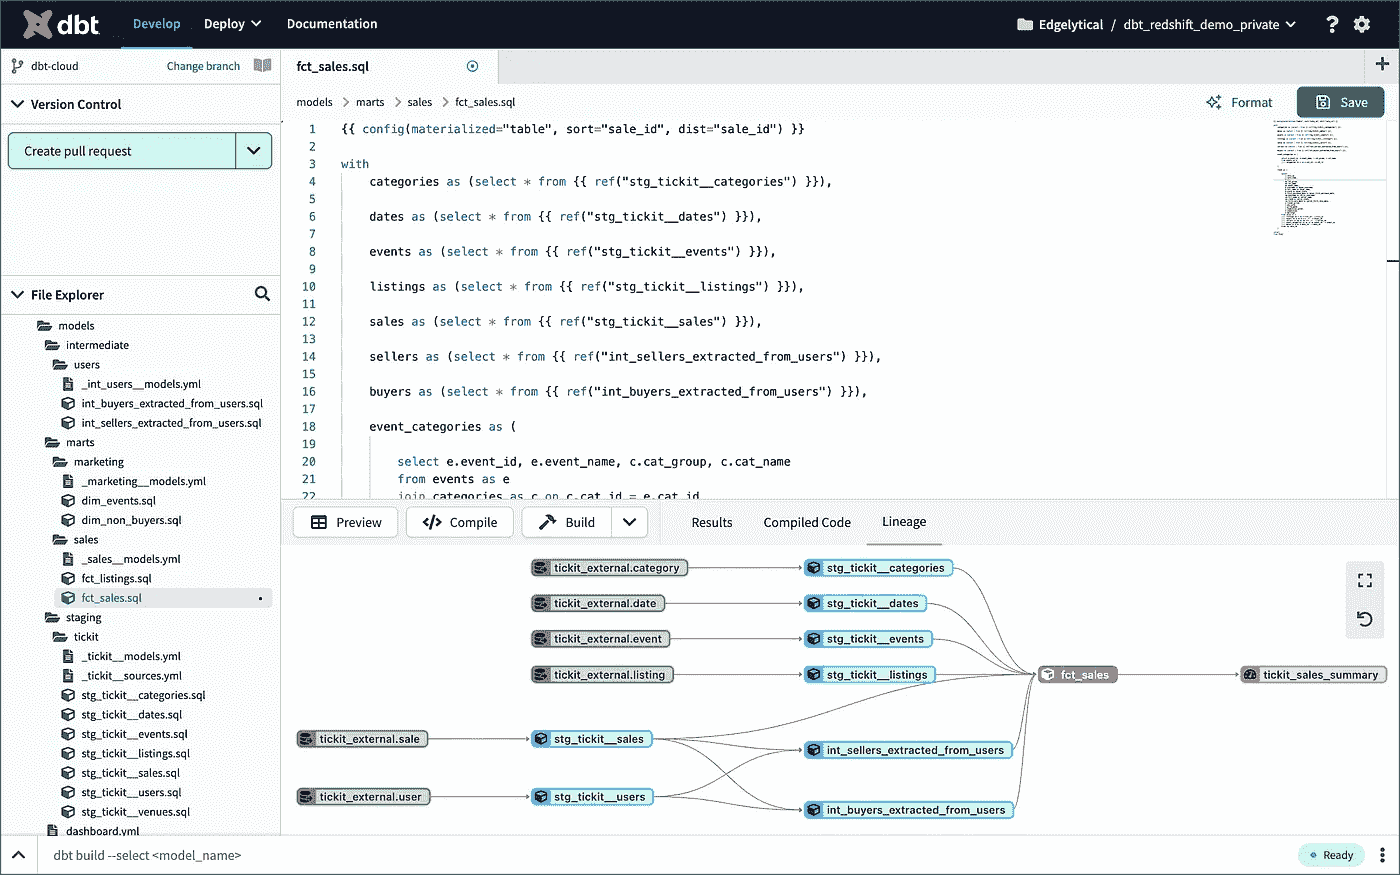 dbt
Develop
Deploy
Documentation
Edgelytical / dbt_redshift_demo_private
?
dbt-cloud
Change branch
Version Control
Create pull request
File Explorer
models
intermediate
users
_int_users__models.yml
int_buyers_extracted_from_users.sql
int_sellers_extracted_from_users.sql
marts
marketing
_marketing__models.yml
dim_events.sql
dim_non_buyers.sql
sales
_sales__models.yml
fct_listings.sql
fct_sales.sql
staging
tickit
_tickit__models.yml
_tickit__sources.yml
stg_tickit__categories.sql
stg_tickit__dates.sql
stg_tickit__events.sql
stg_tickit__listings.sql
stg_tickit__sales.sql
stg_tickit__users.sql
stg_tickit__venues.sql
dashboard.yml
fct_sales.sql
models > marts > sales > fct_sales.sql
Format
Save
1 {{ config(materialized="table", sort="sale_id", dist="sale_id") }}
2
3 with
4 categories as (select * from {{ ref("stg_tickit__categories") }}),
5
6 dates as (select * from {{ ref("stg_tickit__dates") }}),
7
8 events as (select * from {{ ref("stg_tickit__events") }}),
9
10 listings as (select * from {{ ref("stg_tickit__listings") }}),
11
12 sales as (select * from {{ ref("stg_tickit__sales") }}),
13
14 sellers as (select * from {{ ref("int_sellers_extracted_from_users") }}),
15
16 buyers as (select * from {{ ref("int_buyers_extracted_from_users") }}),
17
18 event_categories as (
19
20 select e.event_id, e.event_name, c.cat_group, c.cat_name
21 from events as e
22 join categories as c on c.cat_id = e.cat_id
Preview
Compile
Build
Results
Compiled Code
Lineage
tickit_external.category
stg_tickit__categories
tickit_external.date
stg_tickit__dates
tickit_external.event
stg_tickit__events
tickit_external.listing
stg_tickit__listings
fct_sales
tickit_sales_summary
tickit_external.sale
stg_tickit__sales
int_sellers_extracted_from_users
tickit_external.user
stg_tickit__users
int_buyers_extracted_from_users
dbt build --select <model_name>
Ready